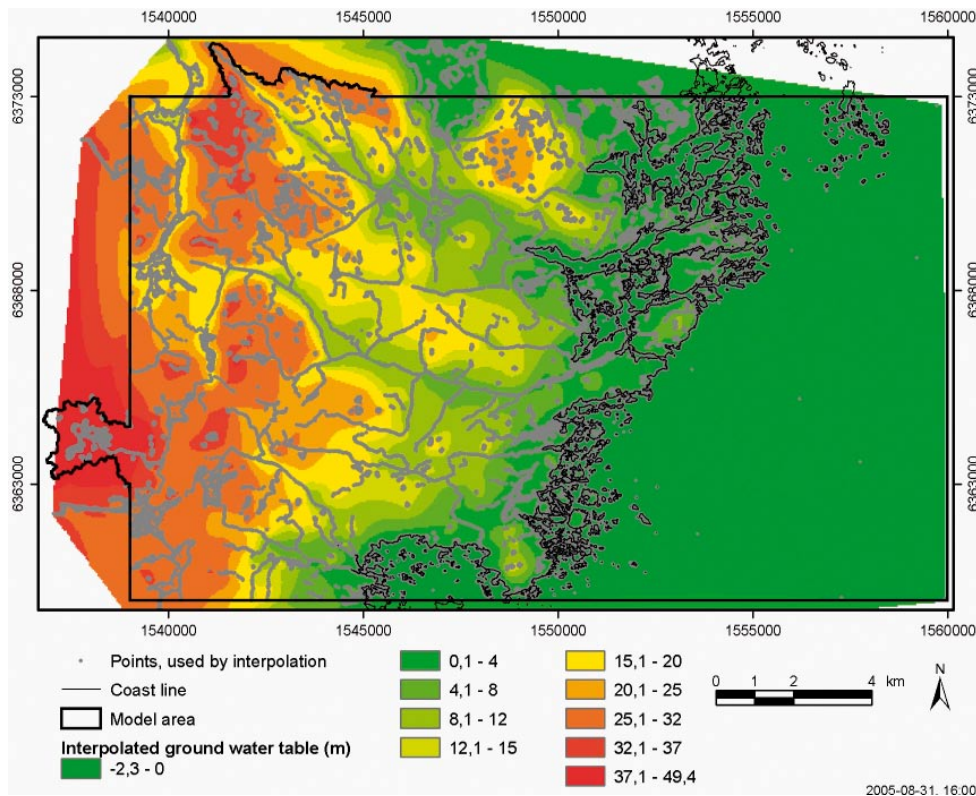 1540000 1545000 1550000 1555000 1560000
6373000 6373000
6368000 6368000
6363000 6363000
1540000 1545000 1550000 1555000 1560000
Points, used by interpolation
Coast line
Model area
Interpolated ground water table (m)
-2,3 - 0
0,1 - 4
4,1 - 8
8,1 - 12
12,1 - 15
15,1 - 20
20,1 - 25
25,1 - 32
32,1 - 37
37,1 - 49,4
0 1 2 4 km
N
2005-08-31, 16:00